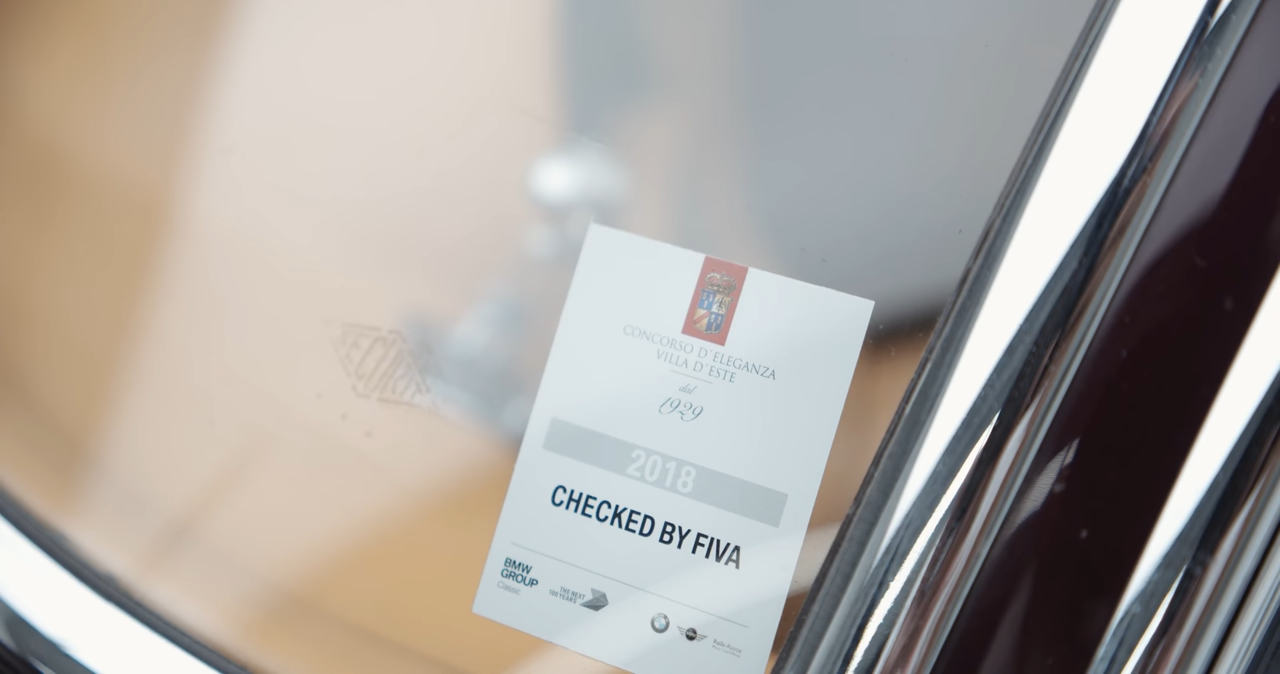 CONCORSO D'ELEGANZA
VILLA D'ESTE
dal
1929
2018
CHECKED BY FIVA
BMW
GROUP
Classic
THE NEXT
100 YEARS